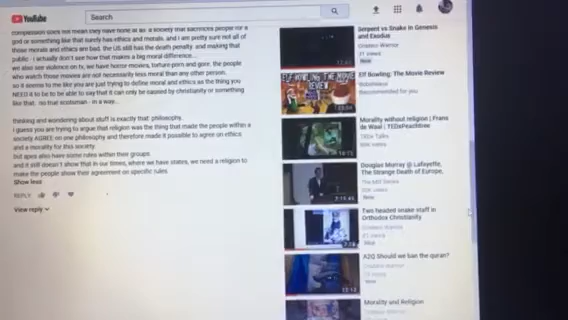 YouTube
Search
compassion does not mean they have none at all. a society that sacrifices people for a
god or something like that surely has ethics and morals. and i am pretty sure not all of
those morals and ethics are bad. the US still has the death penalty. and making that
public - i actually don't see how that makes a big moral difference....
we also see violence on tv, we have horror movies, torture porn and gore. the people
who watch those movies are not necessarily less moral than any other person.
so it seems to me like you are just trying to define moral and ethics as the thing you
NEED it to be to be able to say that it can only be caused by christianity or something
like that. no true scotsman - in a way...
thinking and wondering about stuff is exactly that: philosophy.
i guess you are trying to argue that religion was the thing that made the people within a
society AGREE on one philosophy and therefore made it possible to agree on ethics
and a morality for this society.
but apes also have some rules within their groups.
and it still doesn't show that in our times, where we have states, we need a religion to
make the people show their agreement on specific rules.
Show less
REPLY
View reply
Serpent vs Snake in Genesis
and Exodus
Creation Warrior
New
ELF BOWLING THE MOVIE
REVIEW
Elf Bowling: The Movie Review
Recommended for you
Morality without religion | Frans
de Waal | TEDxPeachtree
TEDx Talks
Douglas Murray @ Lafayette,
The Strange Death of Europe,
New
Two headed snake staff in
Orthodox Christianity
Creation Warrior
New
A2Q Should we ban the quran?
Creation Warrior
New
Morality and Religion
Creation Warrior